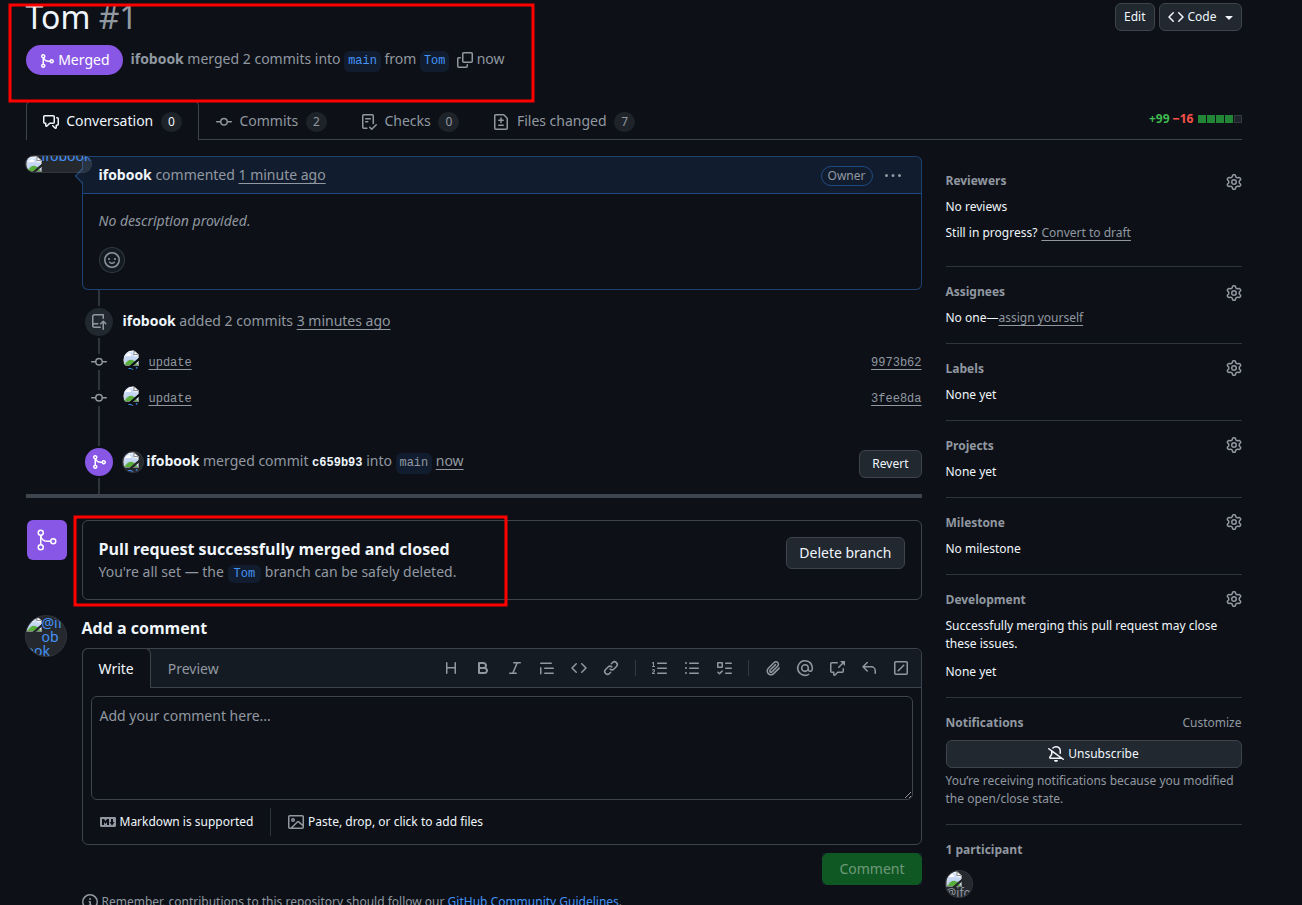 Tom #1
Edit
Code
Merged
ifobook merged 2 commits into main from Tom now
Conversation 0
Commits 2
Checks 0
Files changed 7
+99 −16
ifobook commented 1 minute ago
Owner
No description provided.
ifobook added 2 commits 3 minutes ago
update 9973b62
update 3fee8da
ifobook merged commit c659b93 into main now
Revert
Pull request successfully merged and closed
You're all set — the Tom branch can be safely deleted.
Delete branch
Add a comment
Write
Preview
Add your comment here...
Markdown is supported
Paste, drop, or click to add files
Comment
Remember, contributions to this repository should follow our GitHub Community Guidelines.
Reviewers
No reviews
Still in progress? Convert to draft
Assignees
No one—assign yourself
Labels
None yet
Projects
None yet
Milestone
No milestone
Development
Successfully merging this pull request may close
these issues.
None yet
Notifications
Customize
Unsubscribe
You're receiving notifications because you modified
the open/close state.
1 participant